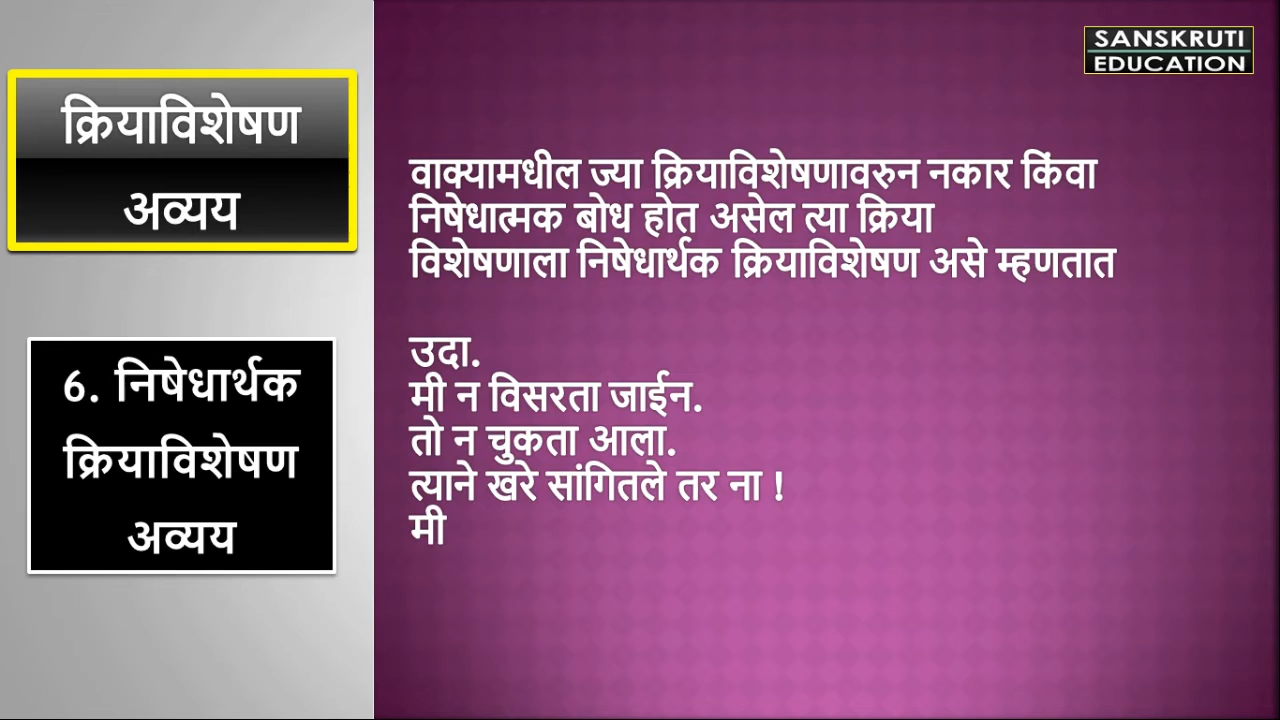 क्रियाविशेषण
अव्यय
6. निषेधार्थक
क्रियाविशेषण
अव्यय
SANSKRUTI
EDUCATION
वाक्यामधील ज्या क्रियाविशेषणावरुन नकार किंवा
निषेधात्मक बोध होत असेल त्या क्रिया
विशेषणाला निषेधार्थक क्रियाविशेषण असे म्हणतात
उदा.
मी न विसरता जाईन.
तो न चुकता आला.
त्याने खरे सांगितले तर ना !
मी